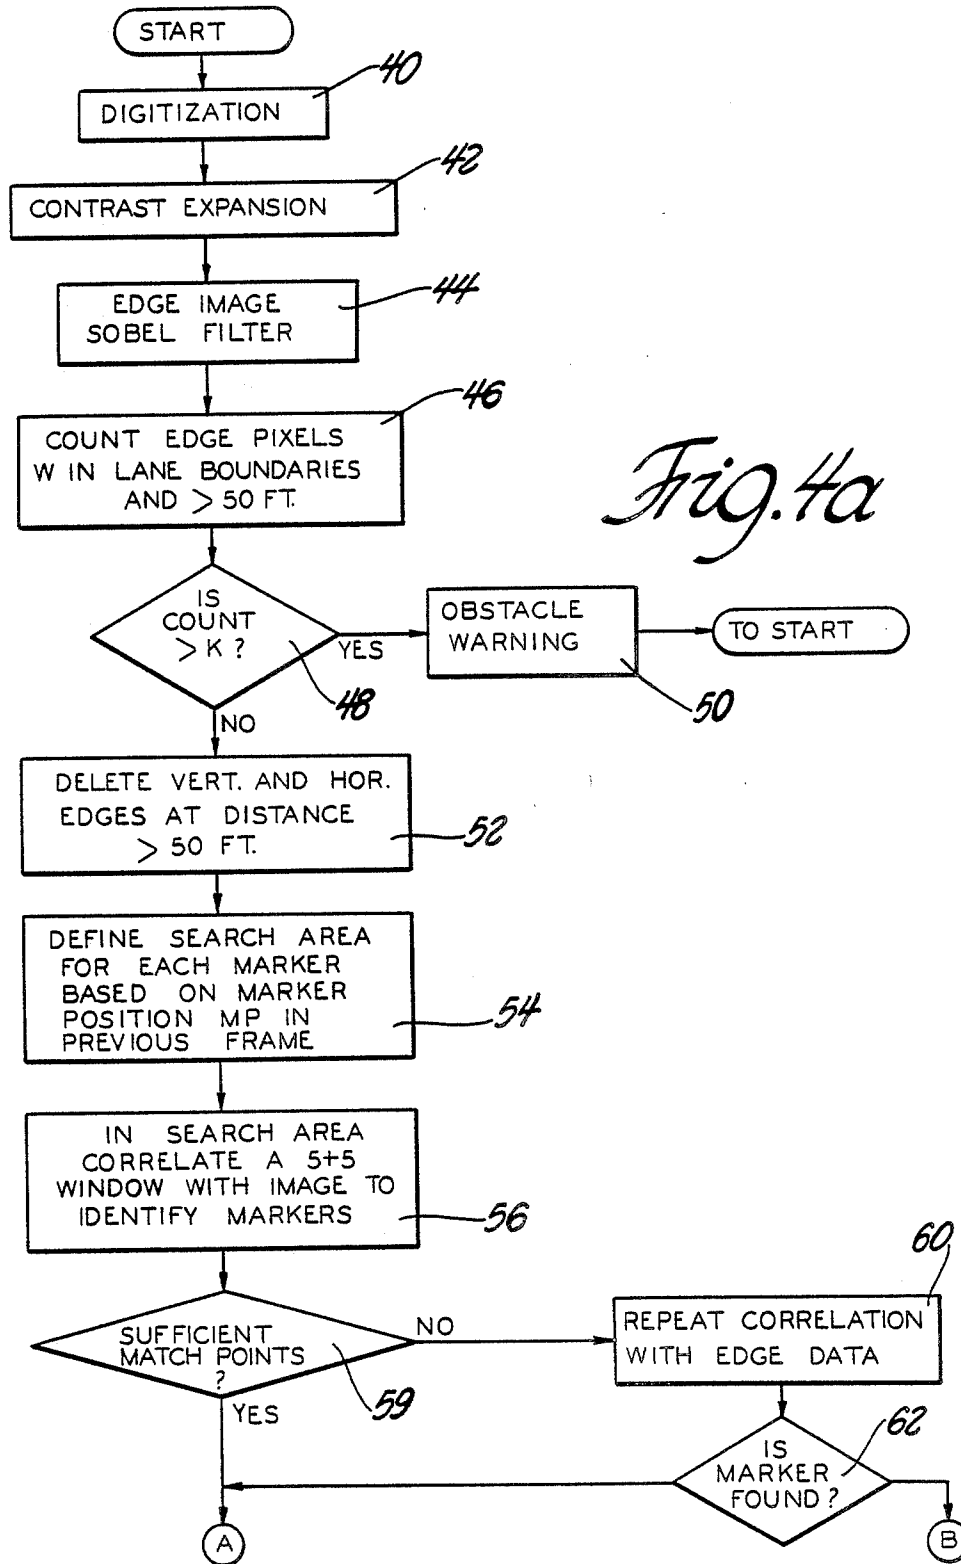 START
40
DIGITIZATION
42
CONTRAST EXPANSION
44
EDGE IMAGE
SOBEL FILTER
46
COUNT EDGE PIXELS
W IN LANE BOUNDARIES
AND > 50 FT.
Fig. 4a
IS
COUNT
> K ?
YES
48
NO
OBSTACLE
WARNING
50
TO START
DELETE VERT. AND HOR.
EDGES AT DISTANCE
> 50 FT.
52
DEFINE SEARCH AREA
FOR EACH MARKER
BASED ON MARKER
POSITION MP IN
PREVIOUS FRAME
54
IN SEARCH AREA
CORRELATE A 5+5
WINDOW WITH IMAGE TO
IDENTIFY MARKERS
56
SUFFICIENT
MATCH POINTS
?
59
NO
YES
60
REPEAT CORRELATION
WITH EDGE DATA
62
IS
MARKER
FOUND ?
A
B